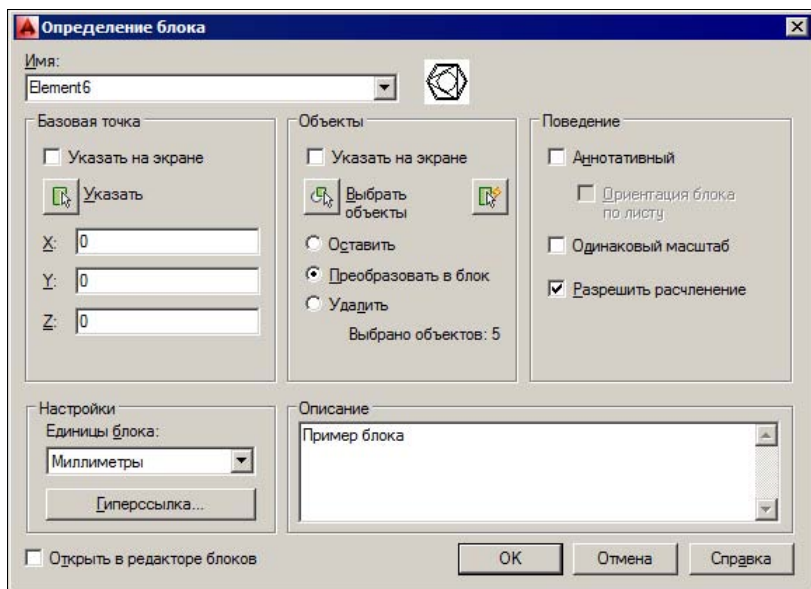 Определение блока
Имя:
Element6
Базовая точка
Указать на экране
Указать
X: 0
Y: 0
Z: 0
Объекты
Указать на экране
Выбрать
объекты
Оставить
Преобразовать в блок
Удалить
Выбрано объектов: 5
Поведение
Аннотативный
Ориентация блока
по листу
Одинаковый масштаб
Разрешить расчленение
Настройки
Единицы блока:
Миллиметры
Гиперссылка...
Описание
Пример блока
Открыть в редакторе блоков
OK
Отмена
Справка